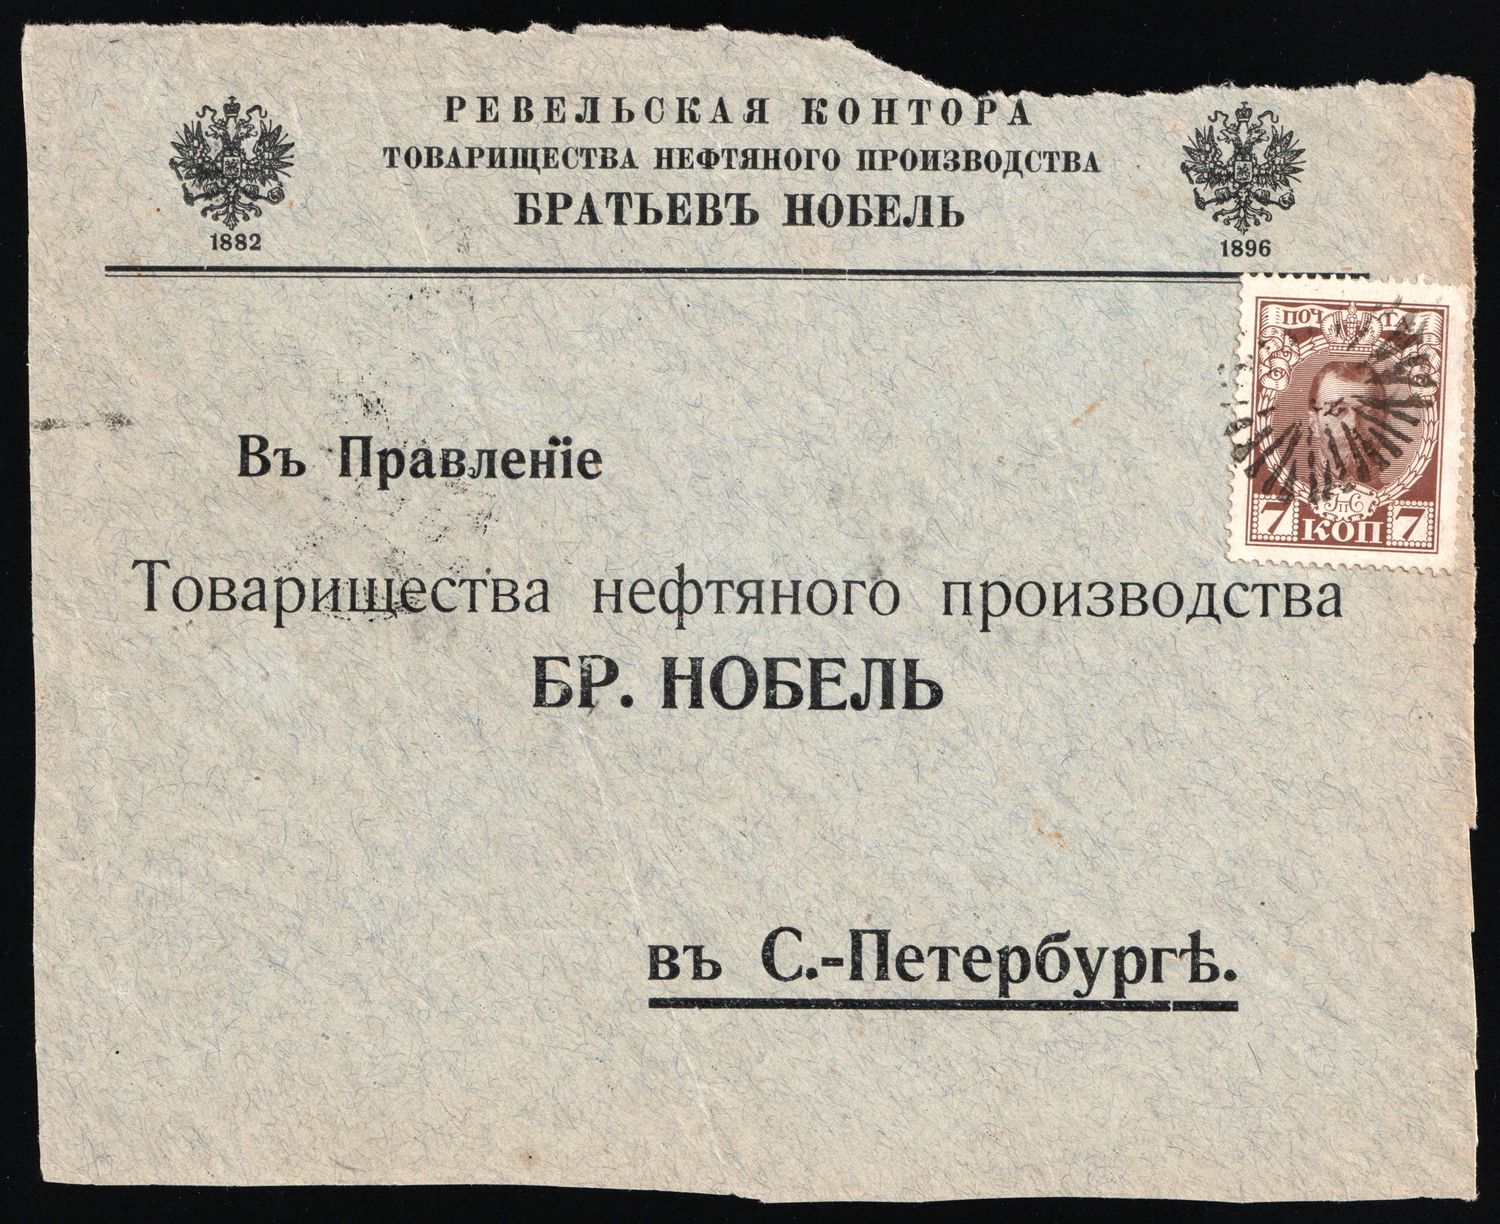 РЕВЕЛЬСКАЯ КОНТОРА
ТОВАРИЩЕСТВА НЕФТЯНОГО ПРОИЗВОДСТВА
БРАТЬЕВЪ НОБЕЛЬ
1882
1896
ПОЧТА
7 КОП 7
Въ Правленіе
Товарищества нефтяного производства
БР. НОБЕЛЬ
въ С.-Петербургѣ.